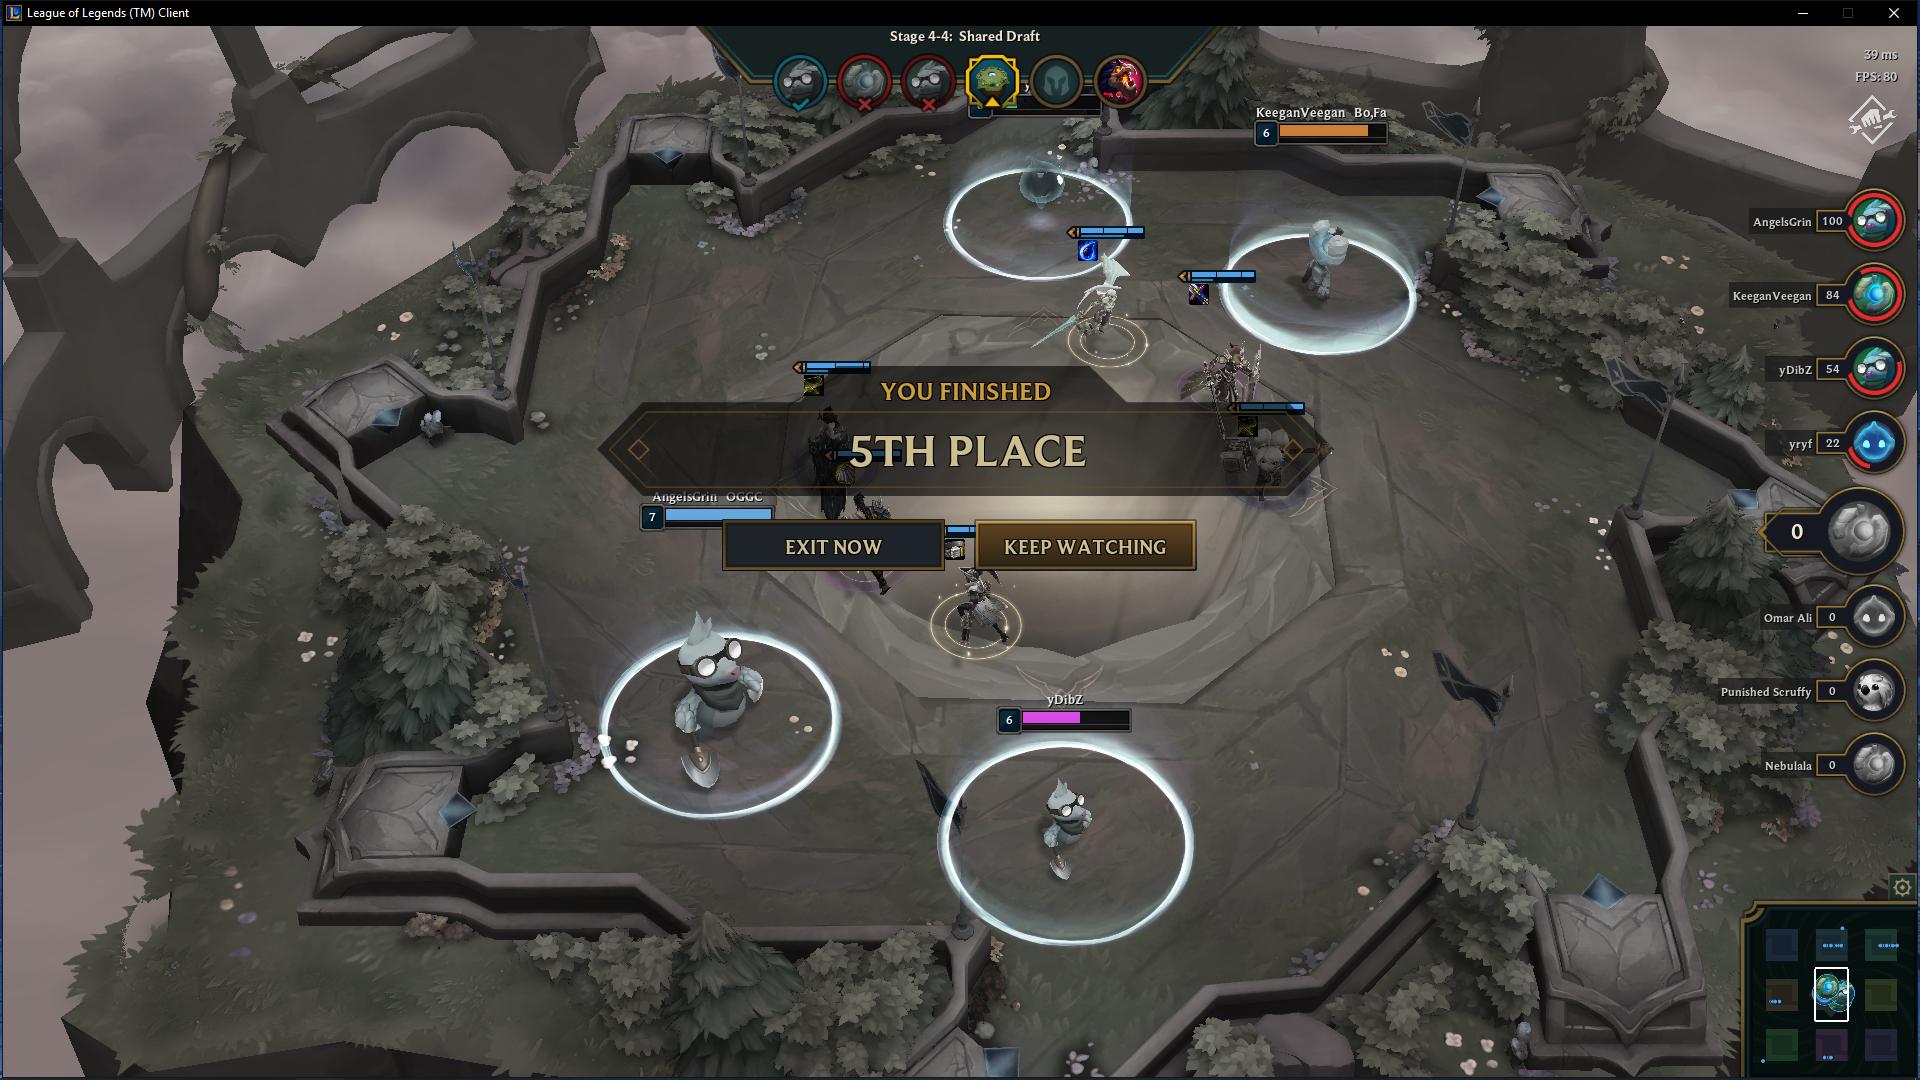 League of Legends (TM) Client
Stage 4-4: Shared Draft
39 ms
FPS: 80
KeeganVeegan Bo,Fa
6
AngelsGrin 100
KeeganVeegan 84
yDibZ 54
yryf 22
0
Omar Ali 0
Punished Scruffy 0
Nebulala 0
YOU FINISHED
5TH PLACE
AngelsGrin OGGC
7
EXIT NOW
KEEP WATCHING
yDibZ
6